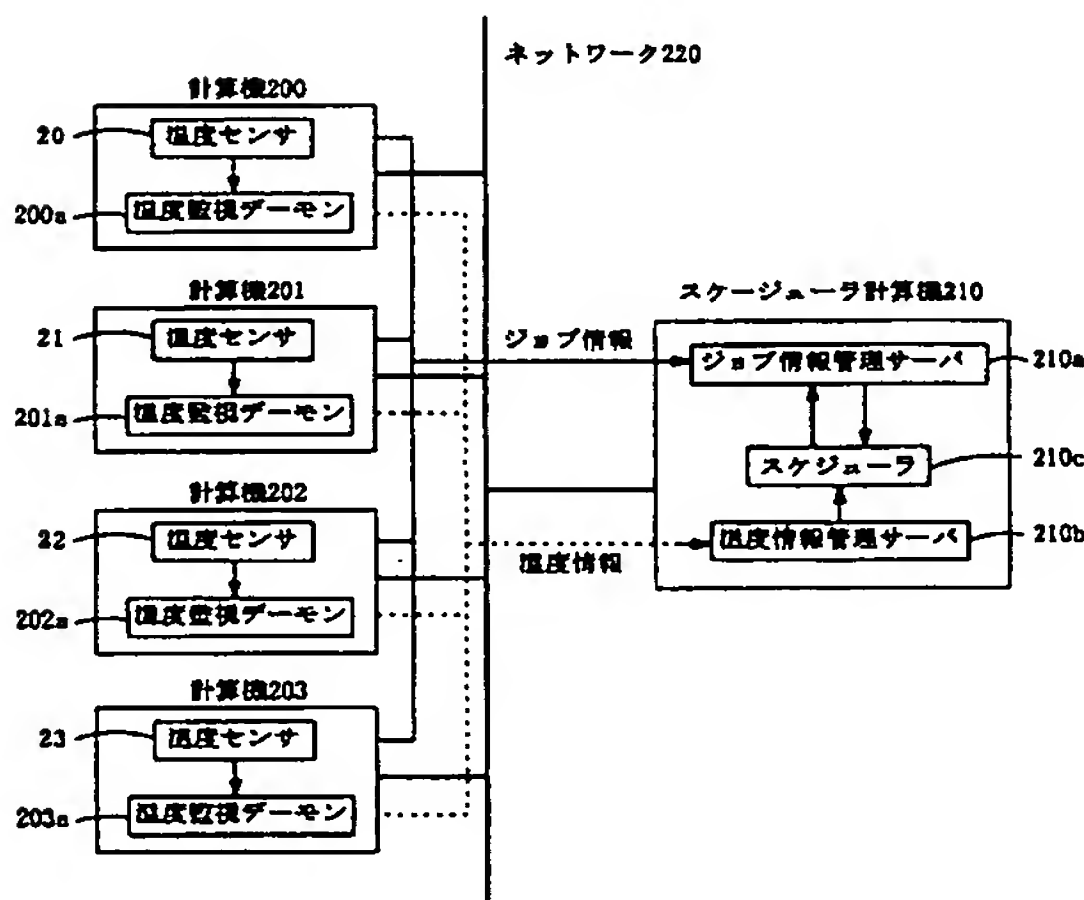 ネットワーク220
計算機200
20
温度センサ
200a
温度監視デーモン
計算機201
21
温度センサ
201a
温度監視デーモン
計算機202
22
温度センサ
202a
温度監視デーモン
計算機203
23
温度センサ
203a
温度監視デーモン
ジョブ情報
温度情報
スケージューラ計算機210
ジョブ情報管理サーバ
210a
スケジューラ
210c
温度情報管理サーバ
210b